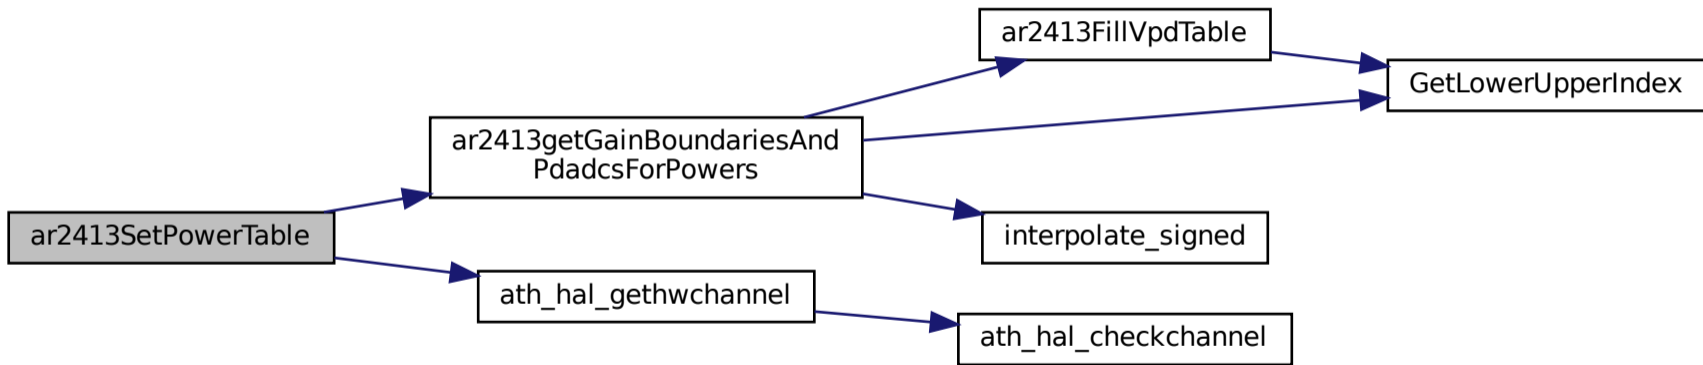 ar2413FillVpdTable
GetLowerUpperIndex
ar2413getGainBoundariesAnd
PdadcsForPowers
ar2413SetPowerTable
interpolate_signed
ath_hal_gethwchannel
ath_hal_checkchannel